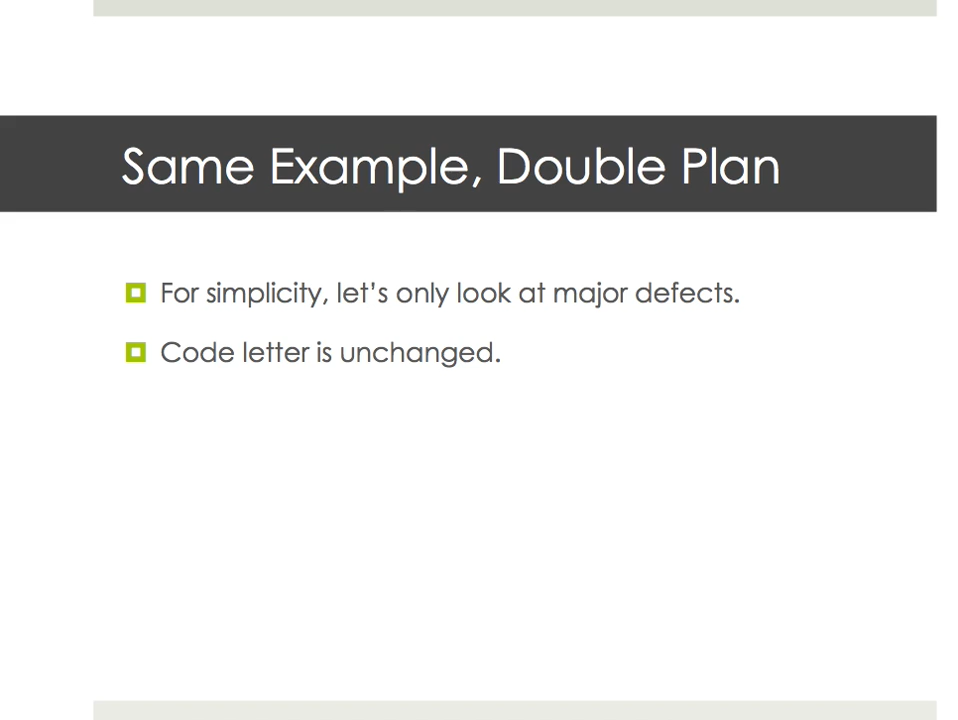 Same Example, Double Plan
For simplicity, let’s only look at major defects.
Code letter is unchanged.